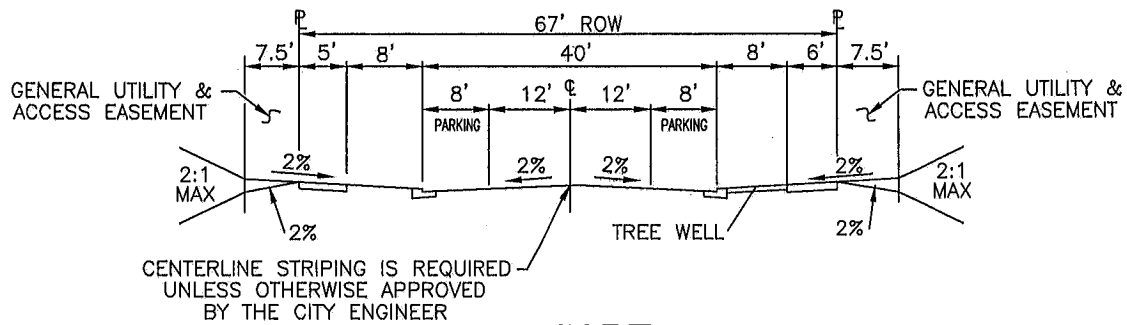 ℗
67' ROW
℗
7.5'
5'
8'
40'
8'
6'
7.5'
GENERAL UTILITY &
ACCESS EASEMENT
℄
GENERAL UTILITY &
ACCESS EASEMENT
8'
12'
12'
8'
PARKING
PARKING
2:1
MAX
2%
2%
2%
2%
2:1
MAX
2%
TREE WELL
2%
CENTERLINE STRIPING IS REQUIRED
UNLESS OTHERWISE APPROVED
BY THE CITY ENGINEER